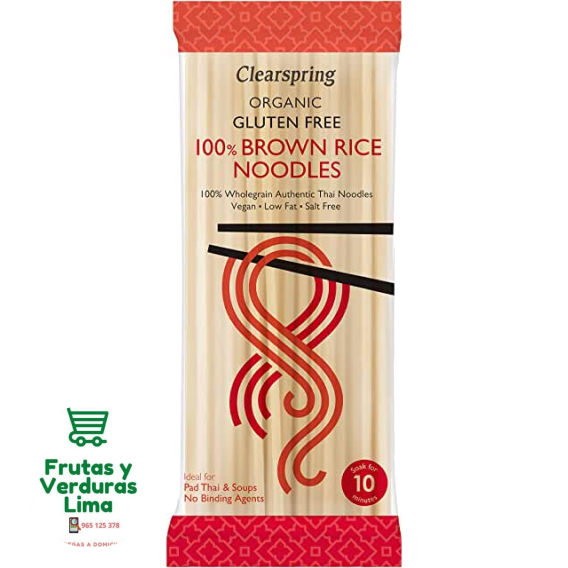 Clearspring
ORGANIC
GLUTEN FREE
100% BROWN RICE
NOODLES
100% Wholegrain Authentic Thai Noodles
Vegan • Low Fat • Salt Free
Ideal for
Pad Thai & Soups
No Binding Agents
Soak for
10
minutes
Frutas y
Verduras
Lima
965 125 378